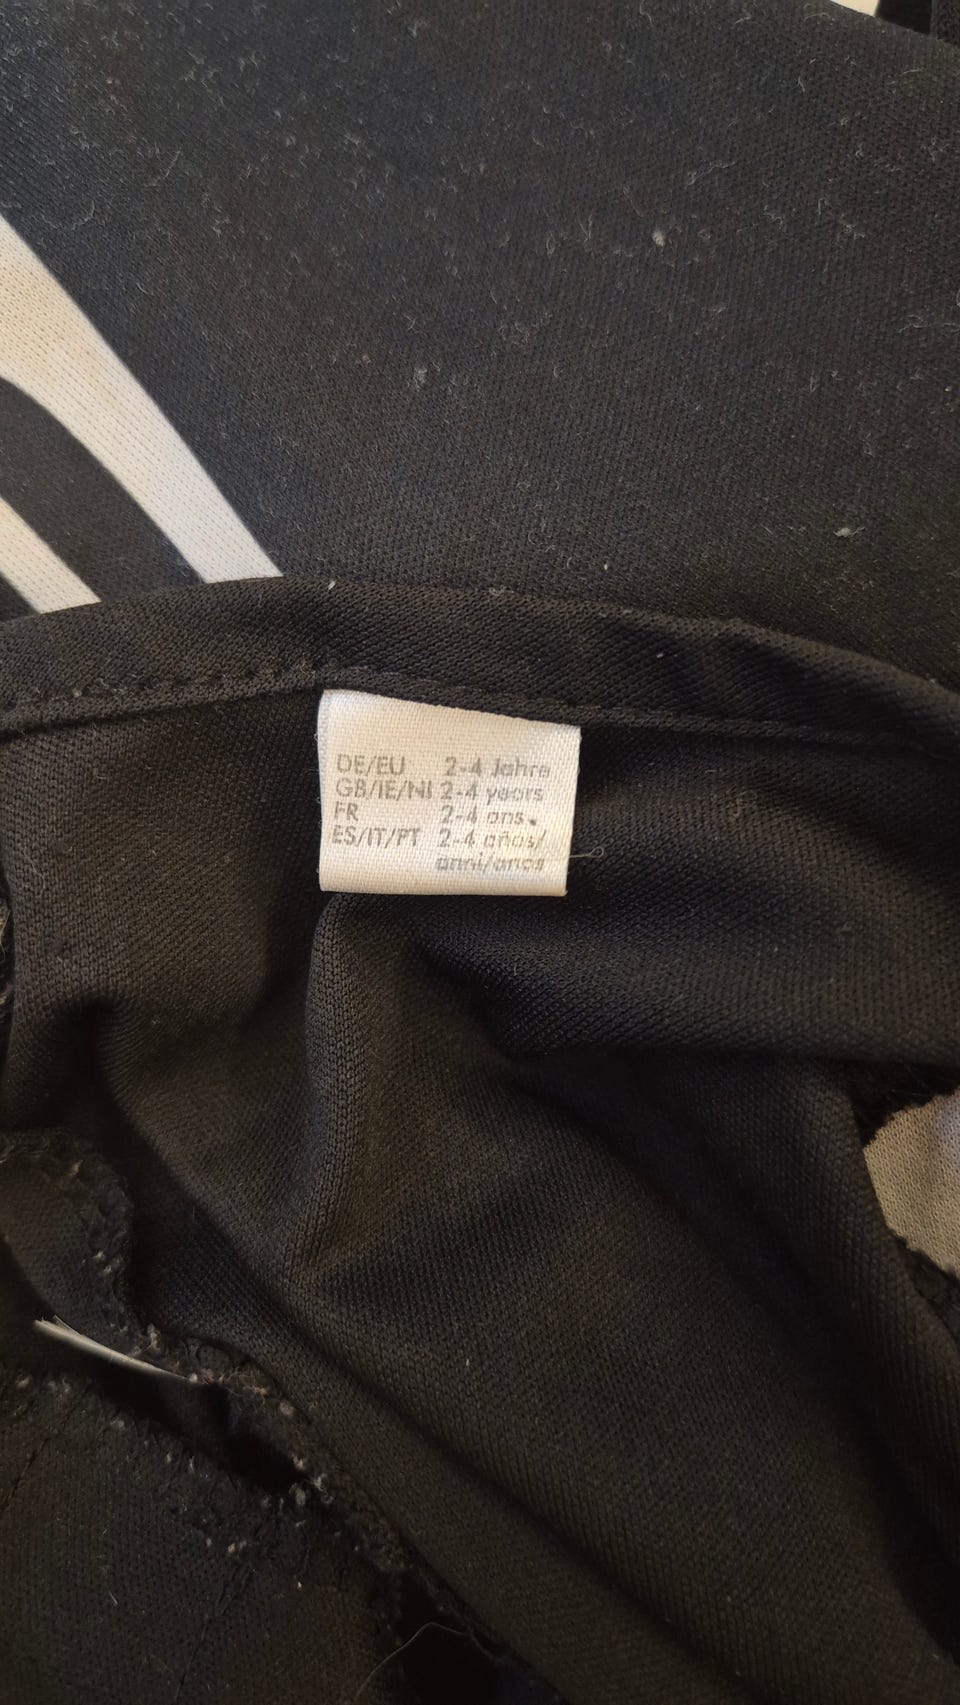 DE/EU 2-4 Jahre
GB/IE/NI 2-4 years
FR 2-4 ans
ES/IT/PT 2-4 años/
anni/anos